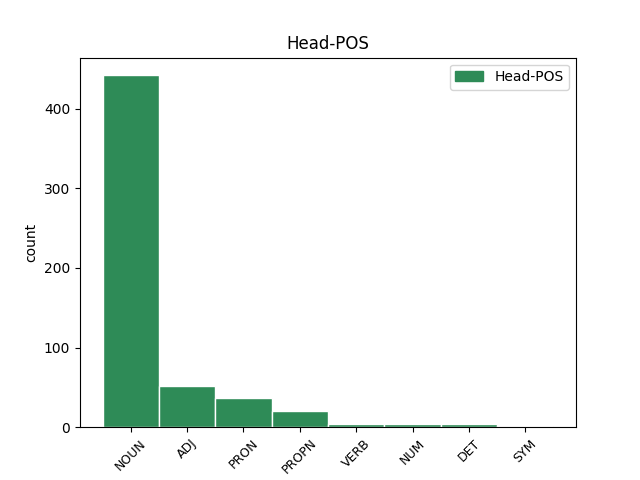 Head-POS
Head-POS
count
400
300
200
100
0
NOUN
ADJ
PRON
PROPN
VERB
NUM
DET
SYM